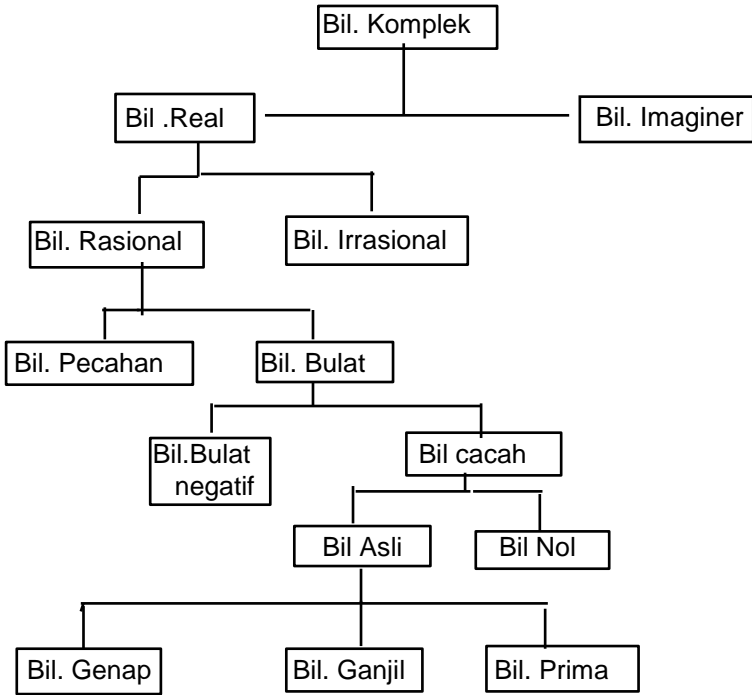 Bil. Komplek
Bil .Real
Bil. Imaginer
Bil. Rasional
Bil. Irrasional
Bil. Pecahan
Bil. Bulat
Bil.Bulat
negatif
Bil cacah
Bil Asli
Bil Nol
Bil. Genap
Bil. Ganjil
Bil. Prima